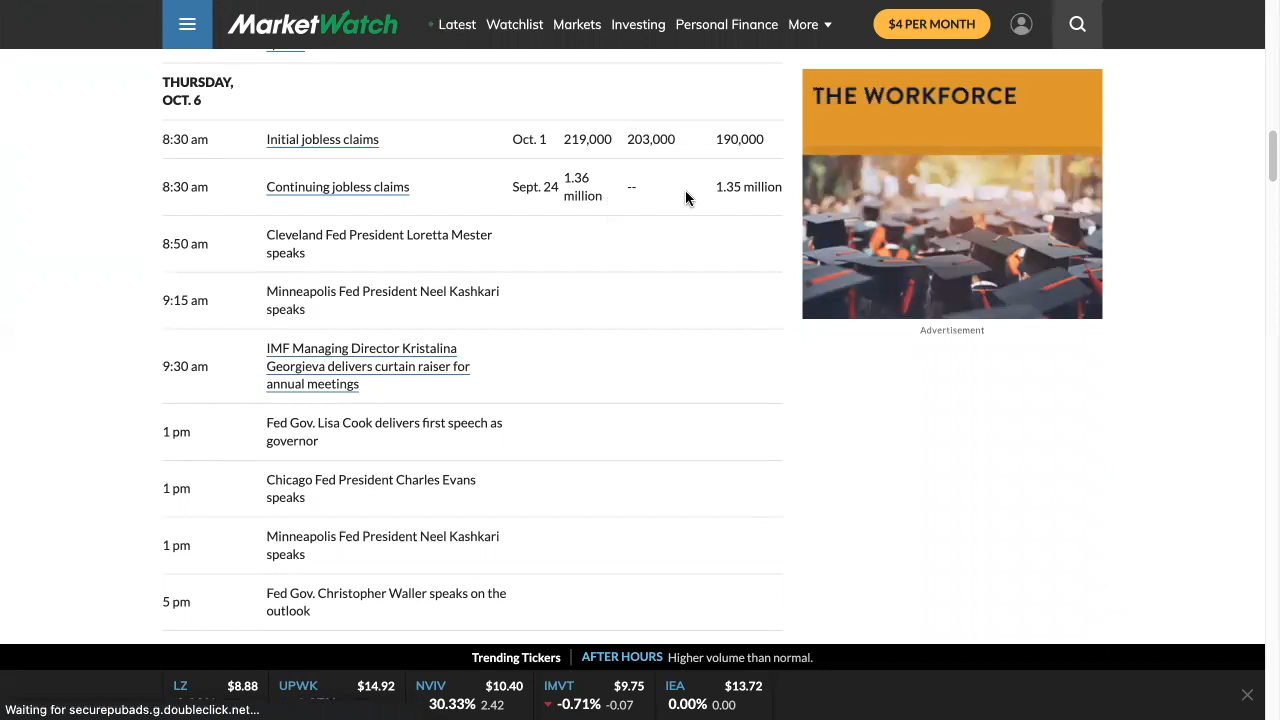 MarketWatch
Latest Watchlist Markets Investing Personal Finance More
$4 PER MONTH
THURSDAY,
OCT. 6
8:30 am Initial jobless claims Oct. 1 219,000 203,000 190,000
8:30 am Continuing jobless claims Sept. 24 1.36 million -- 1.35 million
8:50 am Cleveland Fed President Loretta Mester
speaks
9:15 am Minneapolis Fed President Neel Kashkari
speaks
9:30 am IMF Managing Director Kristalina
Georgieva delivers curtain raiser for
annual meetings
1 pm Fed Gov. Lisa Cook delivers first speech as
governor
1 pm Chicago Fed President Charles Evans
speaks
1 pm Minneapolis Fed President Neel Kashkari
speaks
5 pm Fed Gov. Christopher Waller speaks on the
outlook
THE WORKFORCE
Advertisement
Trending Tickers AFTER HOURS Higher volume than normal.
LZ $8.88 UPWK $14.92 NVIV $10.40 IMVT $9.75 IEA $13.72
30.33% 2.42 -0.71% -0.07 0.00% 0.00
Waiting for securepubads.g.doubleclick.net...